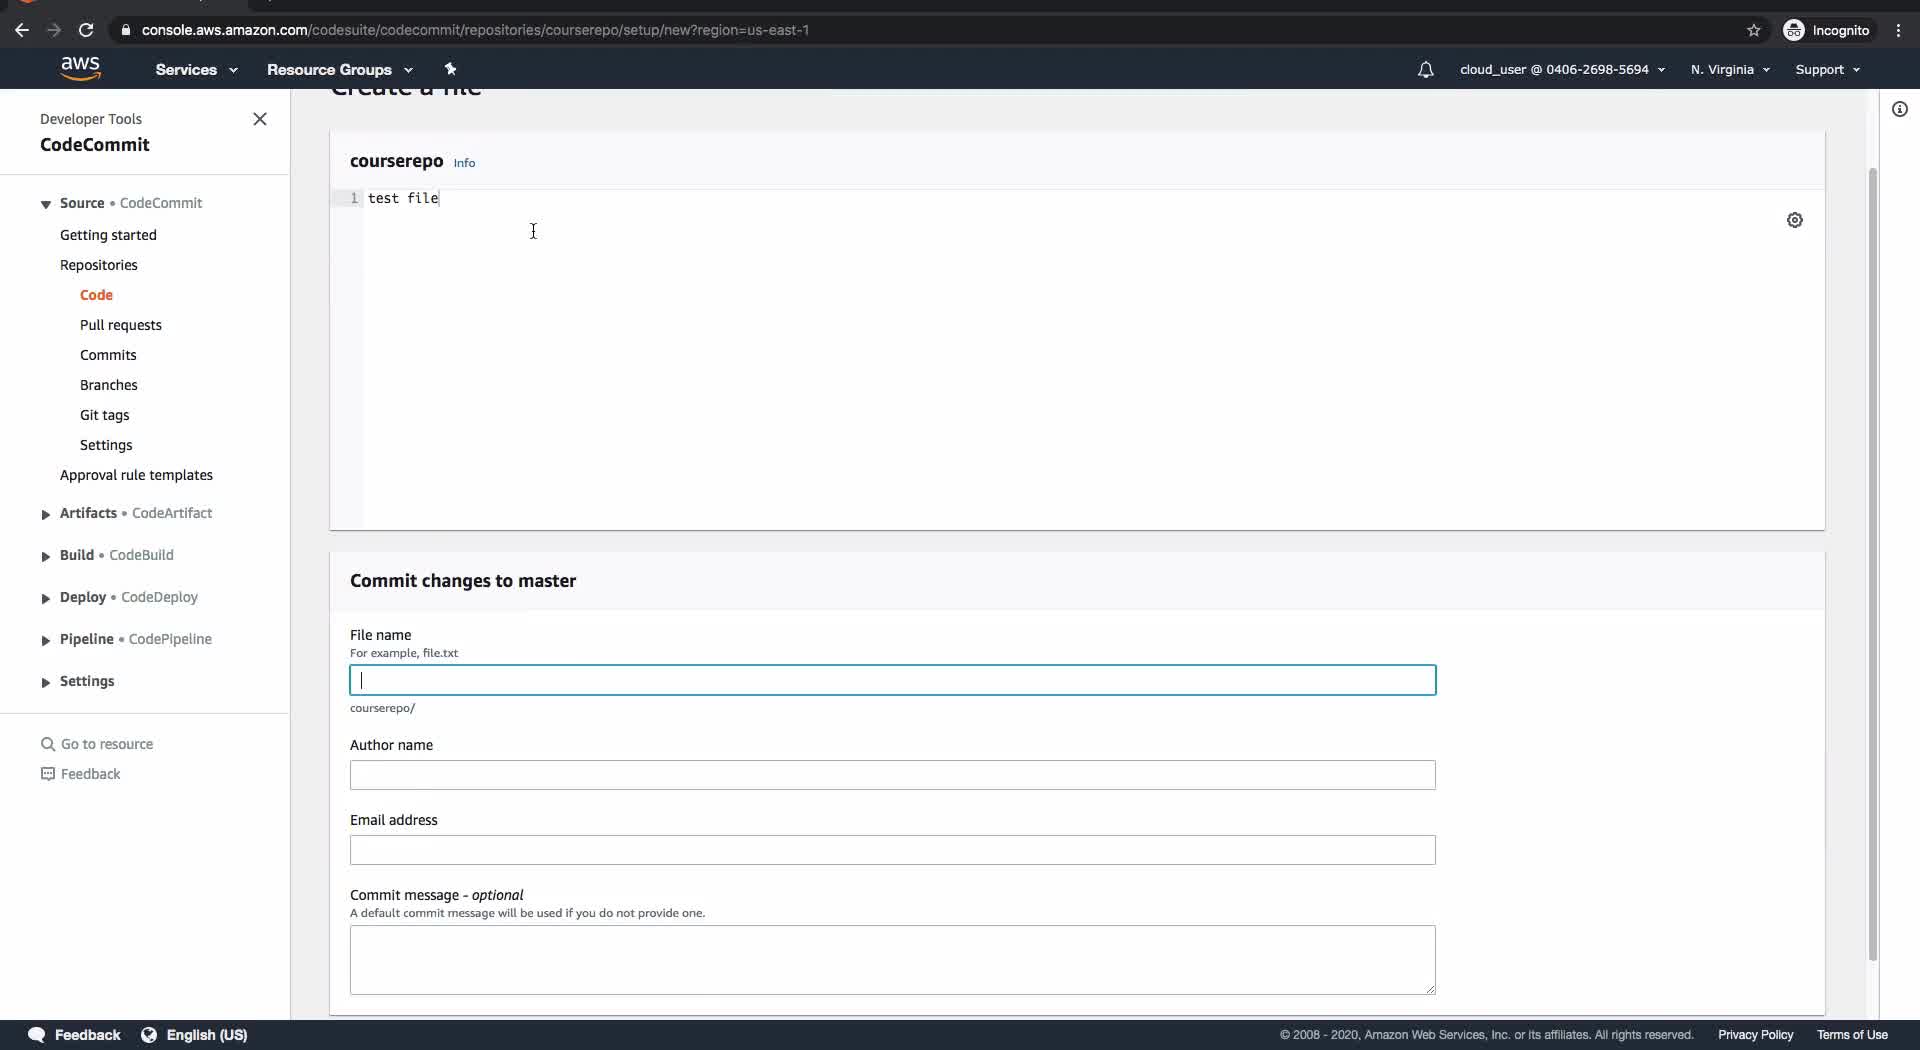 console.aws.amazon.com/codesuite/codecommit/repositories/courserepo/setup/new?region=us-east-1
Incognito
aws
Services
Resource Groups
cloud_user @ 0406-2698-5694
N. Virginia
Support
Create a file
Developer Tools
CodeCommit
Source • CodeCommit
Getting started
Repositories
Code
Pull requests
Commits
Branches
Git tags
Settings
Approval rule templates
Artifacts • CodeArtifact
Build • CodeBuild
Deploy • CodeDeploy
Pipeline • CodePipeline
Settings
Go to resource
Feedback
courserepo Info
1 test file
Commit changes to master
File name
For example, file.txt
courserepo/
Author name
Email address
Commit message - optional
A default commit message will be used if you do not provide one.
Feedback
English (US)
© 2008 - 2020, Amazon Web Services, Inc. or its affiliates. All rights reserved.
Privacy Policy
Terms of Use